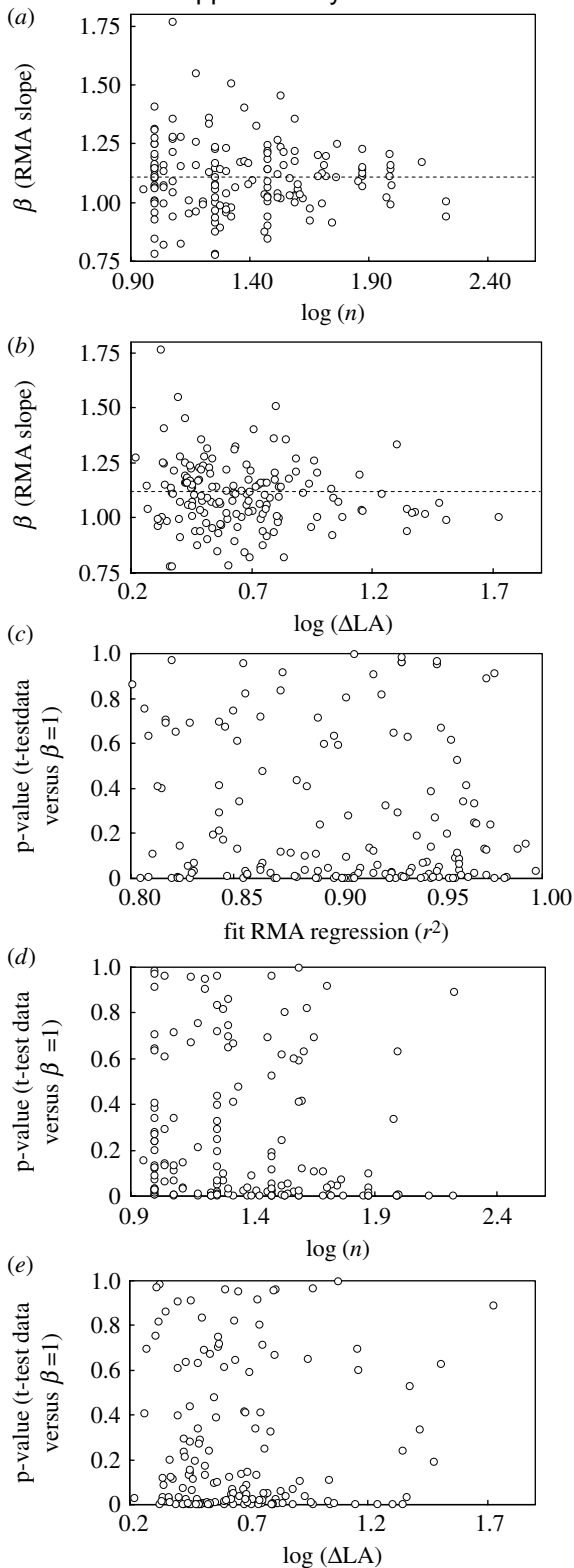 (a)
1.75
1.50
1.25
1.00
0.75
β (RMA slope)
0.90 1.40 1.90 2.40
log (n)
(b)
1.75
1.50
1.25
1.00
0.75
β (RMA slope)
0.2 0.7 1.2 1.7
log (ΔLA)
(c)
1.0
0.8
0.6
0.4
0.2
0
p-value (t-testdata
versus β=1)
0.80 0.85 0.90 0.95 1.00
fit RMA regression (r²)
(d)
1.0
0.8
0.6
0.4
0.2
0
p-value (t-test data
versus β=1)
0.9 1.4 1.9 2.4
log (n)
(e)
1.0
0.8
0.6
0.4
0.2
0
p-value (t-test data
versus β=1)
0.2 0.7 1.2 1.7
log (ΔLA)